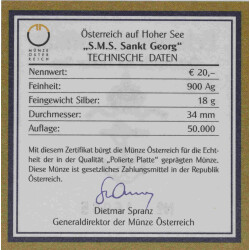 Österreich auf Hoher See
„S.M.S. Sankt Georg"
TECHNISCHE DATEN
MÜNZE
ÖSTER
REICH
Nennwert: € 20,–
Feinheit: 900 Ag
Feingewicht Silber: 18 g
Durchmesser: 34 mm
Auflage: 50.000
Mit diesem Zertifikat bürgt die Münze Österreich für die Echt-
heit der in der Qualität „Polierte Platte" geprägten Münze.
Diese Münze ist gesetzliches Zahlungsmittel in der Republik
Österreich.
Dietmar Spranz
Generaldirektor der Münze Österreich